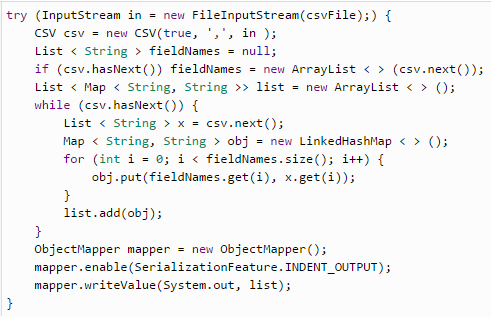 try (InputStream in = new FileInputStream(csvFile);) {
    CSV csv = new CSV(true, ',', in );
    List < String > fieldNames = null;
    if (csv.hasNext()) fieldNames = new ArrayList < > (csv.next());
    List < Map < String, String >> list = new ArrayList < > ();
    while (csv.hasNext()) {
        List < String > x = csv.next();
        Map < String, String > obj = new LinkedHashMap < > ();
        for (int i = 0; i < fieldNames.size(); i++) {
            obj.put(fieldNames.get(i), x.get(i));
        }
        list.add(obj);
    }
    ObjectMapper mapper = new ObjectMapper();
    mapper.enable(SerializationFeature.INDENT_OUTPUT);
    mapper.writeValue(System.out, list);
}